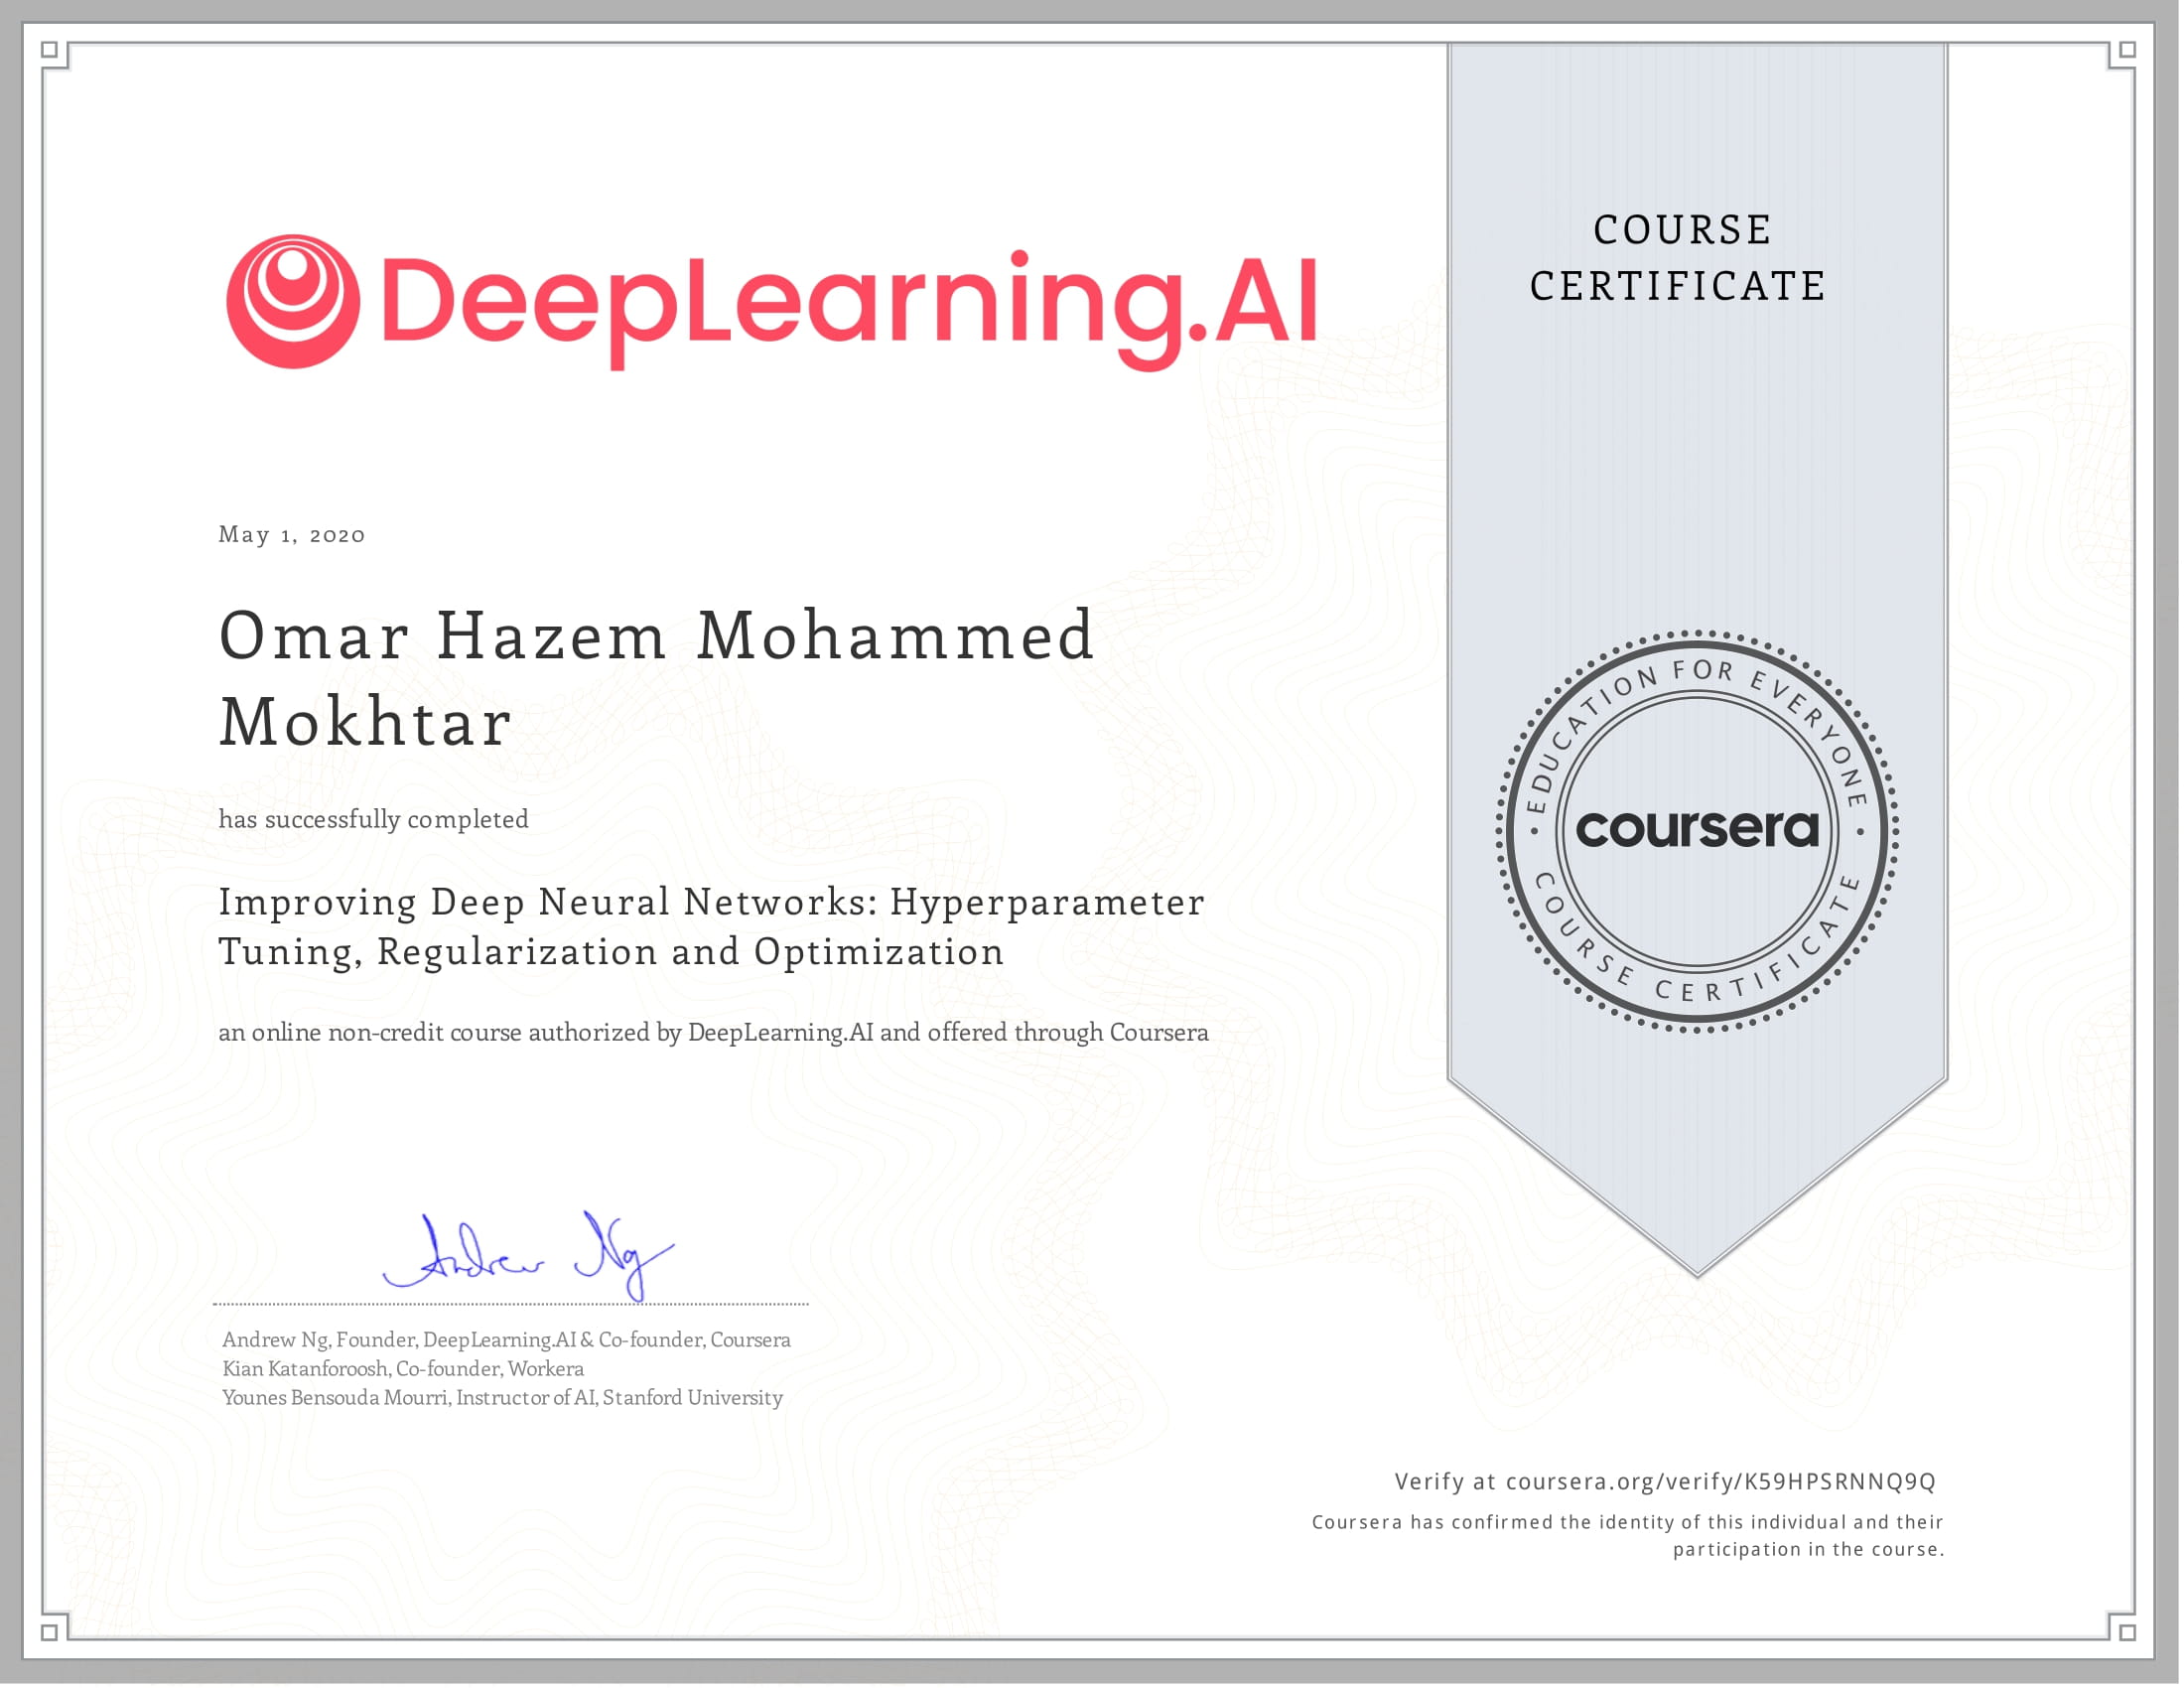 DeepLearning.AI
COURSE
CERTIFICATE
May 1, 2020
Omar Hazem Mohammed
Mokhtar
has successfully completed
Improving Deep Neural Networks: Hyperparameter
Tuning, Regularization and Optimization
an online non-credit course authorized by DeepLearning.AI and offered through Coursera
EDUCATION FOR EVERYONE
coursera
COURSE CERTIFICATE
Andrew Ng
Andrew Ng, Founder, DeepLearning.AI & Co-founder, Coursera
Kian Katanforoosh, Co-founder, Workera
Younes Bensouda Mourri, Instructor of AI, Stanford University
Verify at coursera.org/verify/K59HPSRNNQ9Q
Coursera has confirmed the identity of this individual and their
participation in the course.